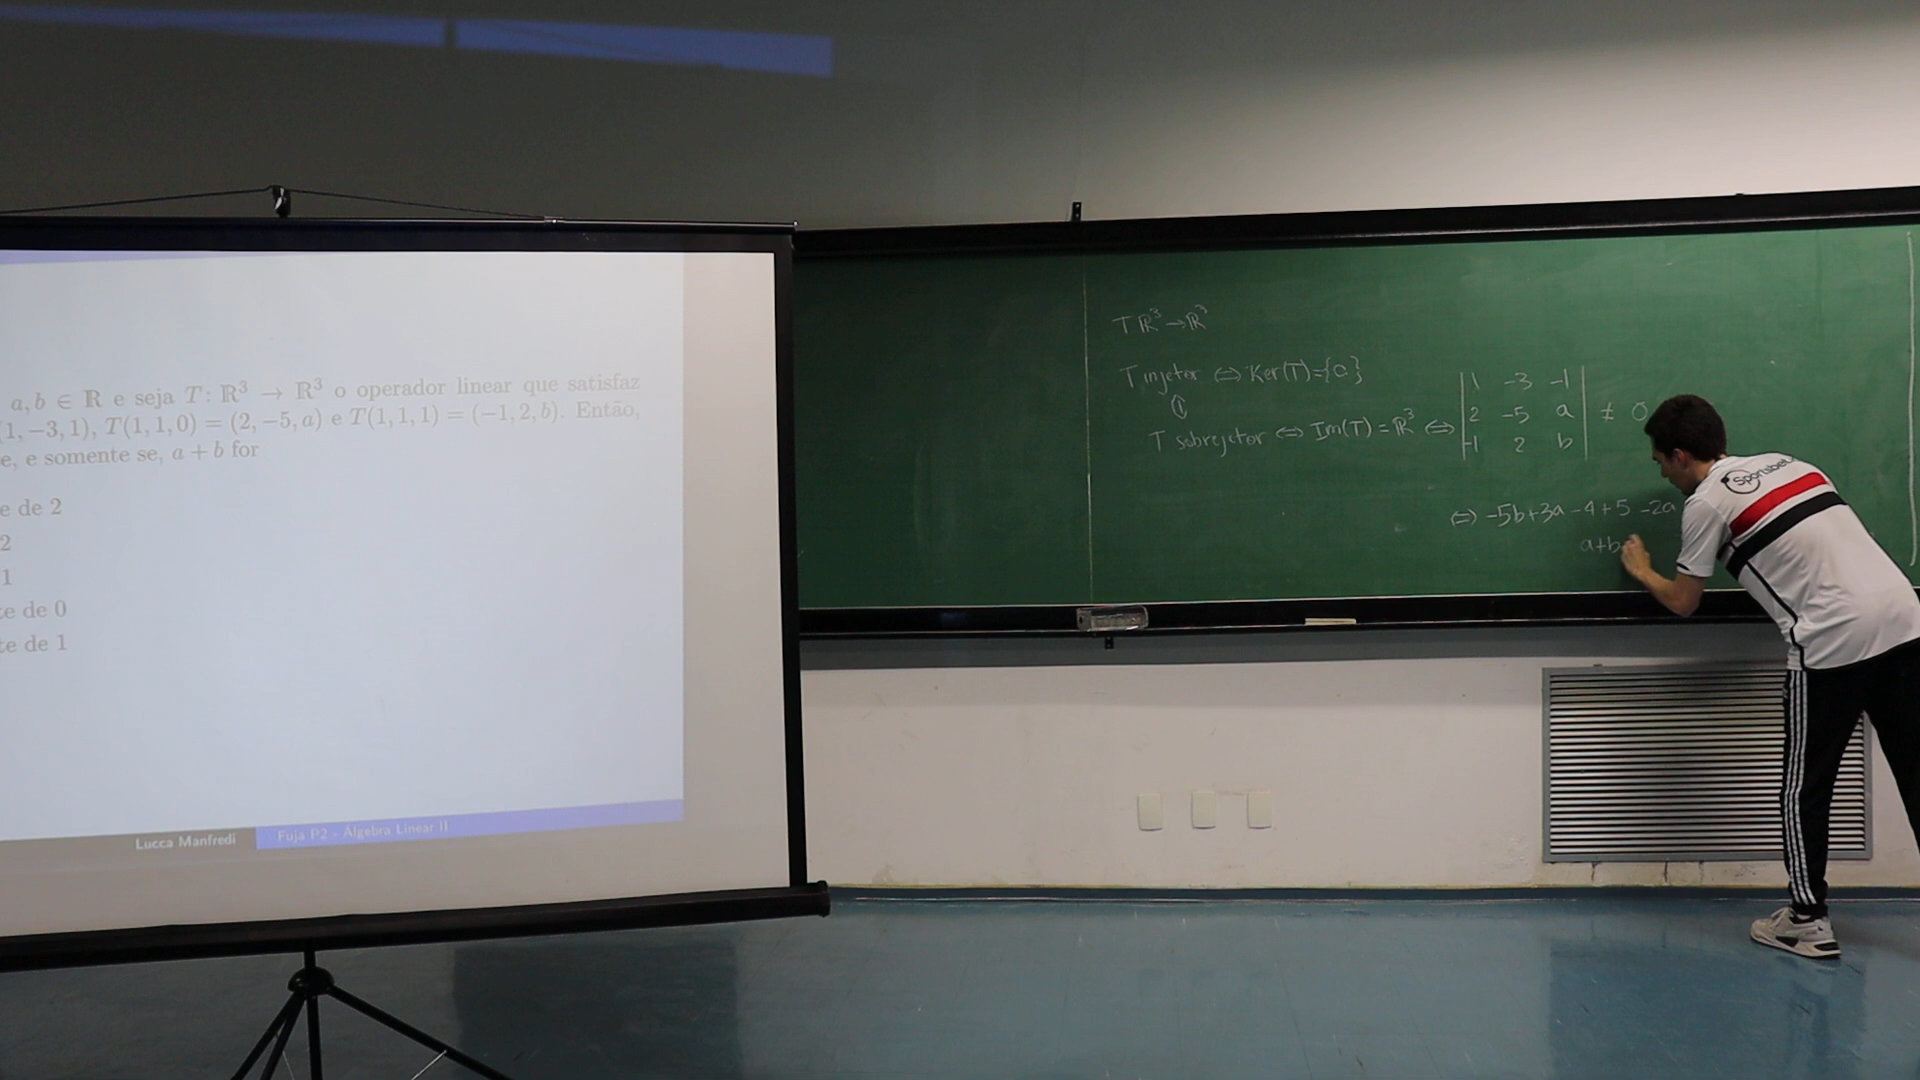 a, b ∈ ℝ e seja T: ℝ³ → ℝ³ o operador linear que satisfaz
(1, −3, 1), T(1, 1, 0) = (2, −5, a) e T(1, 1, 1) = (−1, 2, b). Então,
e, e somente se, a + b for
e de 2
2
1
te de 0
te de 1
Lucca Manfredi
Fuja P2 - Álgebra Linear II
T ℝ³ → ℝ³
T injetor ⇔ Ker(T) = {0}
⇕
T sobrejetor ⇔ Im(T) = ℝ³ ⇔
1 -3 -1
2 -5 a
-1 2 b
≠ 0
⇔ -5b+3a-4+5-2a
a+b
Sportsbet